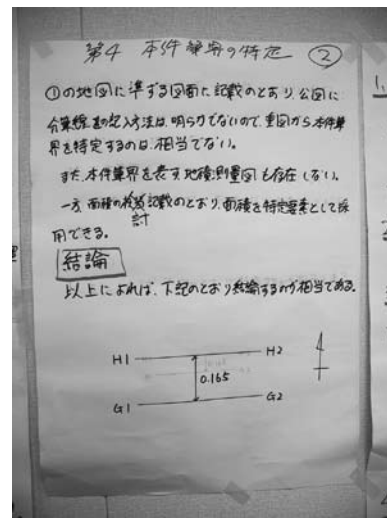 第4 本件筆界の特定 ②
①の地図に準ずる図面に記載のとおり、公図に
分筆線の記入方法は、明らかでないので、公図から本件筆
界を特定するのは、相当でない。
また、本件筆界を表す地積測量図も存在しない。
一方、面積の検討記載のとおり、面積を特定要素として採
用できる。
結論
以上によれば、下記のとおり結論するのが相当である。
H1 H2
0.165
G1 G2